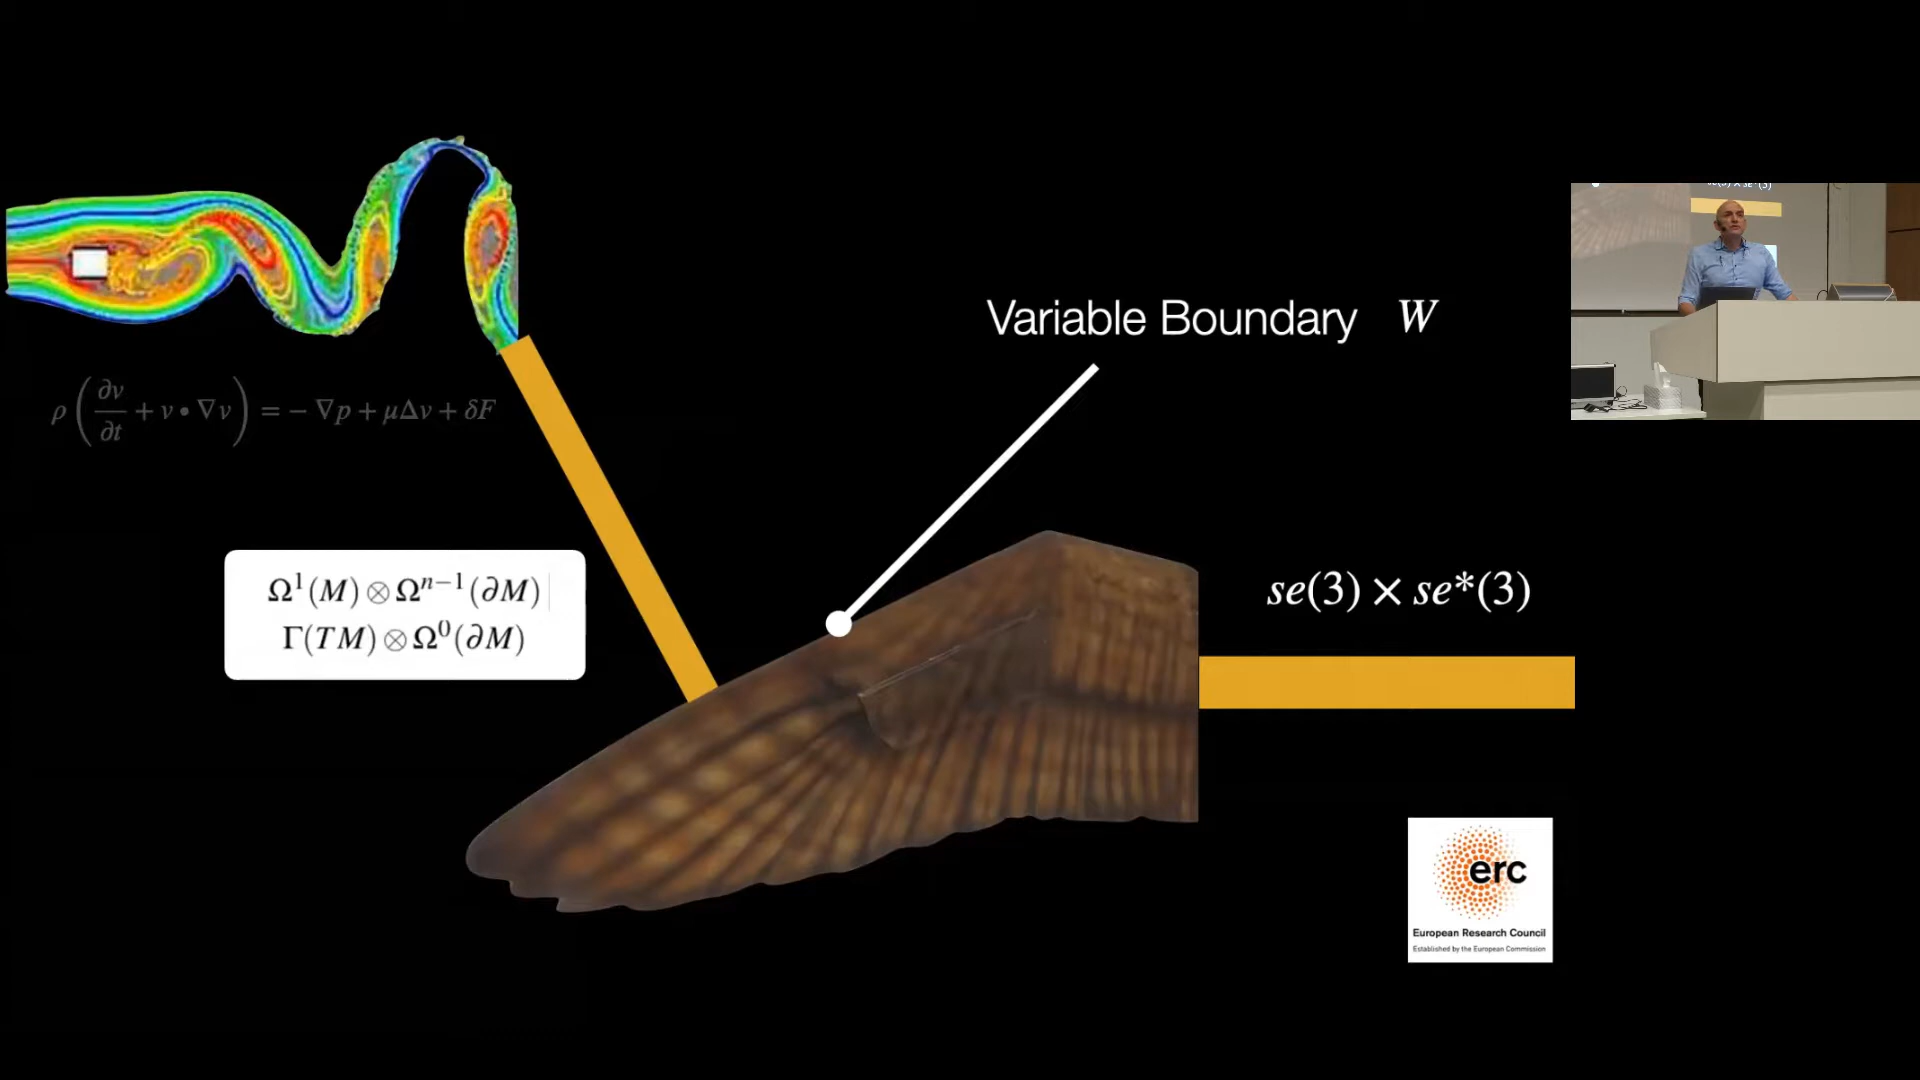 Variable Boundary W
ρ(∂v/∂t + v • ∇v) = − ∇p + μΔv + δF
Ω¹(M) ⊗ Ωⁿ⁻¹(∂M)
Γ(TM) ⊗ Ω⁰(∂M)
se(3) × se*(3)
erc
European Research Council
Established by the European Commission